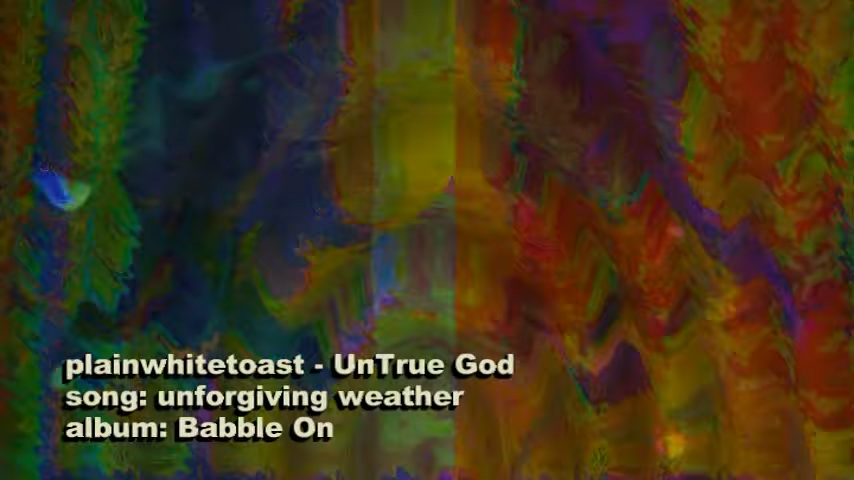 plainwhitetoast - UnTrue God
song: unforgiving weather
album: Babble On